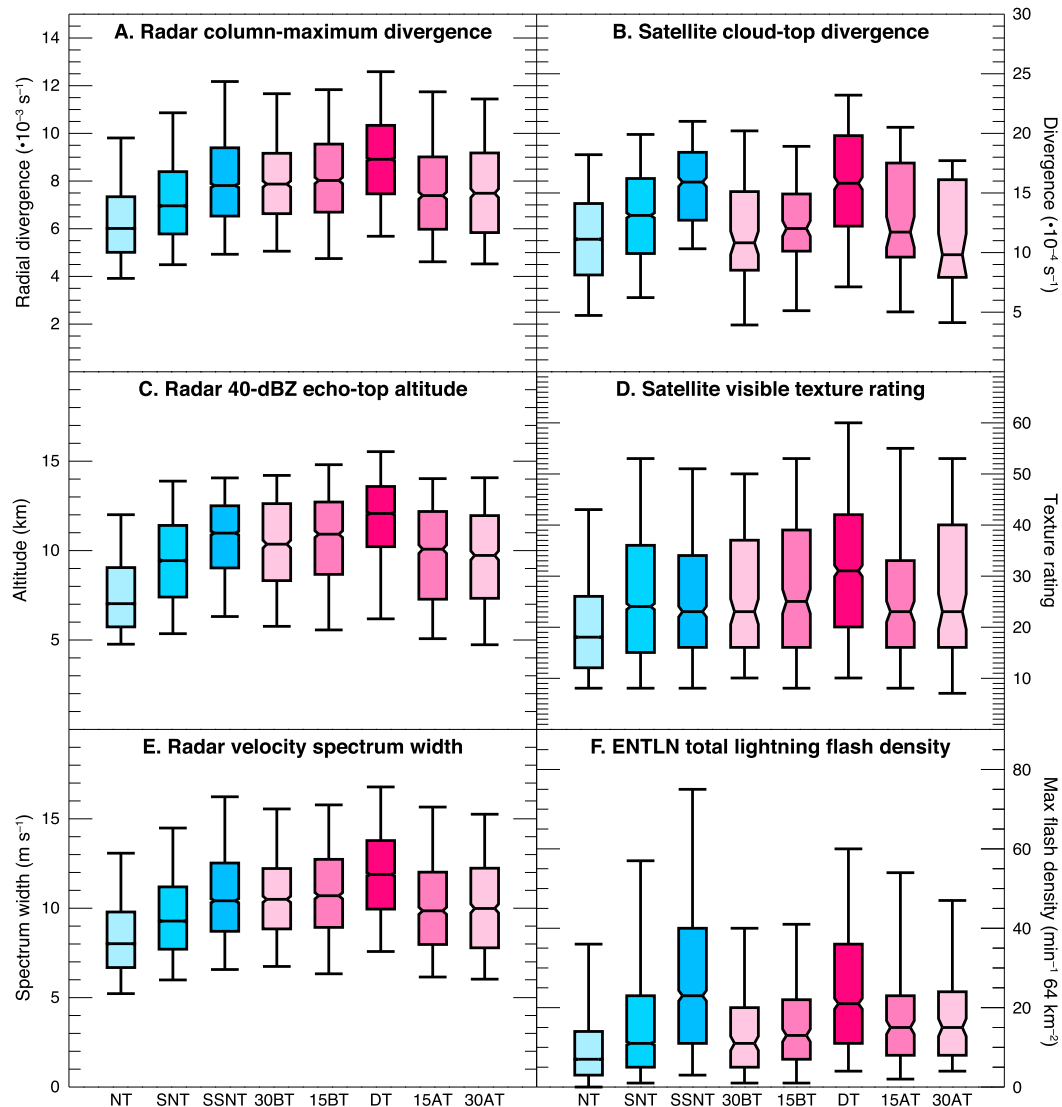 A. Radar column-maximum divergence
Radial divergence (•10⁻³ s⁻¹)
14
12
10
8
6
4
2
B. Satellite cloud-top divergence
30
25
20
15
10
5
Divergence (•10⁻⁴ s⁻¹)
C. Radar 40-dBZ echo-top altitude
Altitude (km)
15
10
5
D. Satellite visible texture rating
60
50
40
30
20
10
Texture rating
E. Radar velocity spectrum width
Spectrum width (m s⁻¹)
15
10
5
0
F. ENTLN total lightning flash density
80
60
40
20
0
Max flash density (min⁻¹ 64 km⁻²)
NT SNT SSNT 30BT 15BT DT 15AT 30AT
NT SNT SSNT 30BT 15BT DT 15AT 30AT